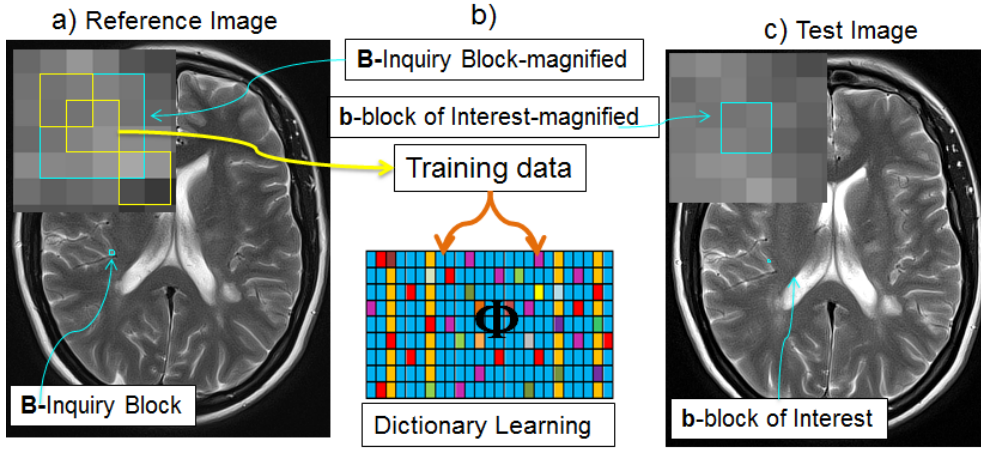 a) Reference Image
b)
c) Test Image
B-Inquiry Block-magnified
b-block of Interest-magnified
Training data
Φ
B-Inquiry Block
Dictionary Learning
b-block of Interest